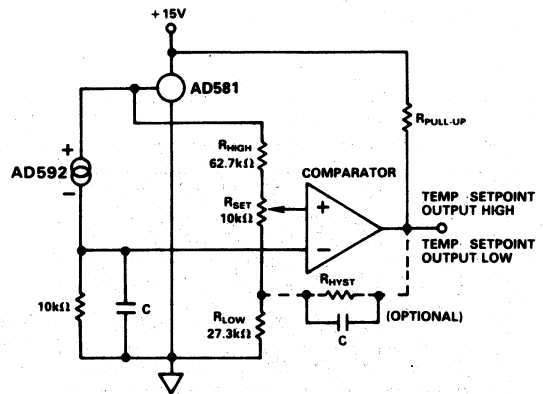 +15V
AD581
RHIGH
62.7kΩ
RPULL-UP
COMPARATOR
+
AD592
−
RSET
10kΩ
+
−
TEMP SETPOINT
OUTPUT HIGH
TEMP SETPOINT
OUTPUT LOW
10kΩ
C
RLOW
27.3kΩ
RHYST
C
(OPTIONAL)